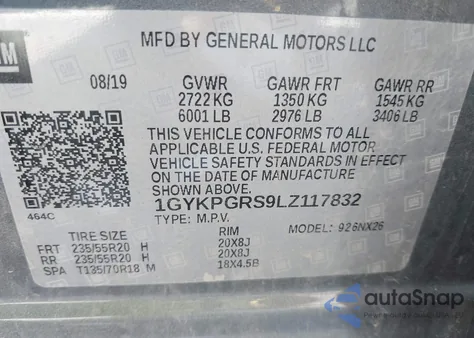 GM
MFD BY GENERAL MOTORS LLC
08/19 GVWR GAWR FRT GAWR RR
2722 KG 1350 KG 1545 KG
6001 LB 2976 LB 3406 LB
THIS VEHICLE CONFORMS TO ALL
APPLICABLE U.S. FEDERAL MOTOR
VEHICLE SAFETY STANDARDS IN EFFECT
ON THE DATE OF MANUFACTURE
SHOWN ABOVE.
464C 1GYKPGRS9LZ117832
TYPE: M.P.V. MODEL: 926NX26
TIRE SIZE RIM
FRT 235/55R20 H 20X8J
RR 235/55R20 H 20X8J
SPA T135/70R18 M 18X4.5B
autoSnap